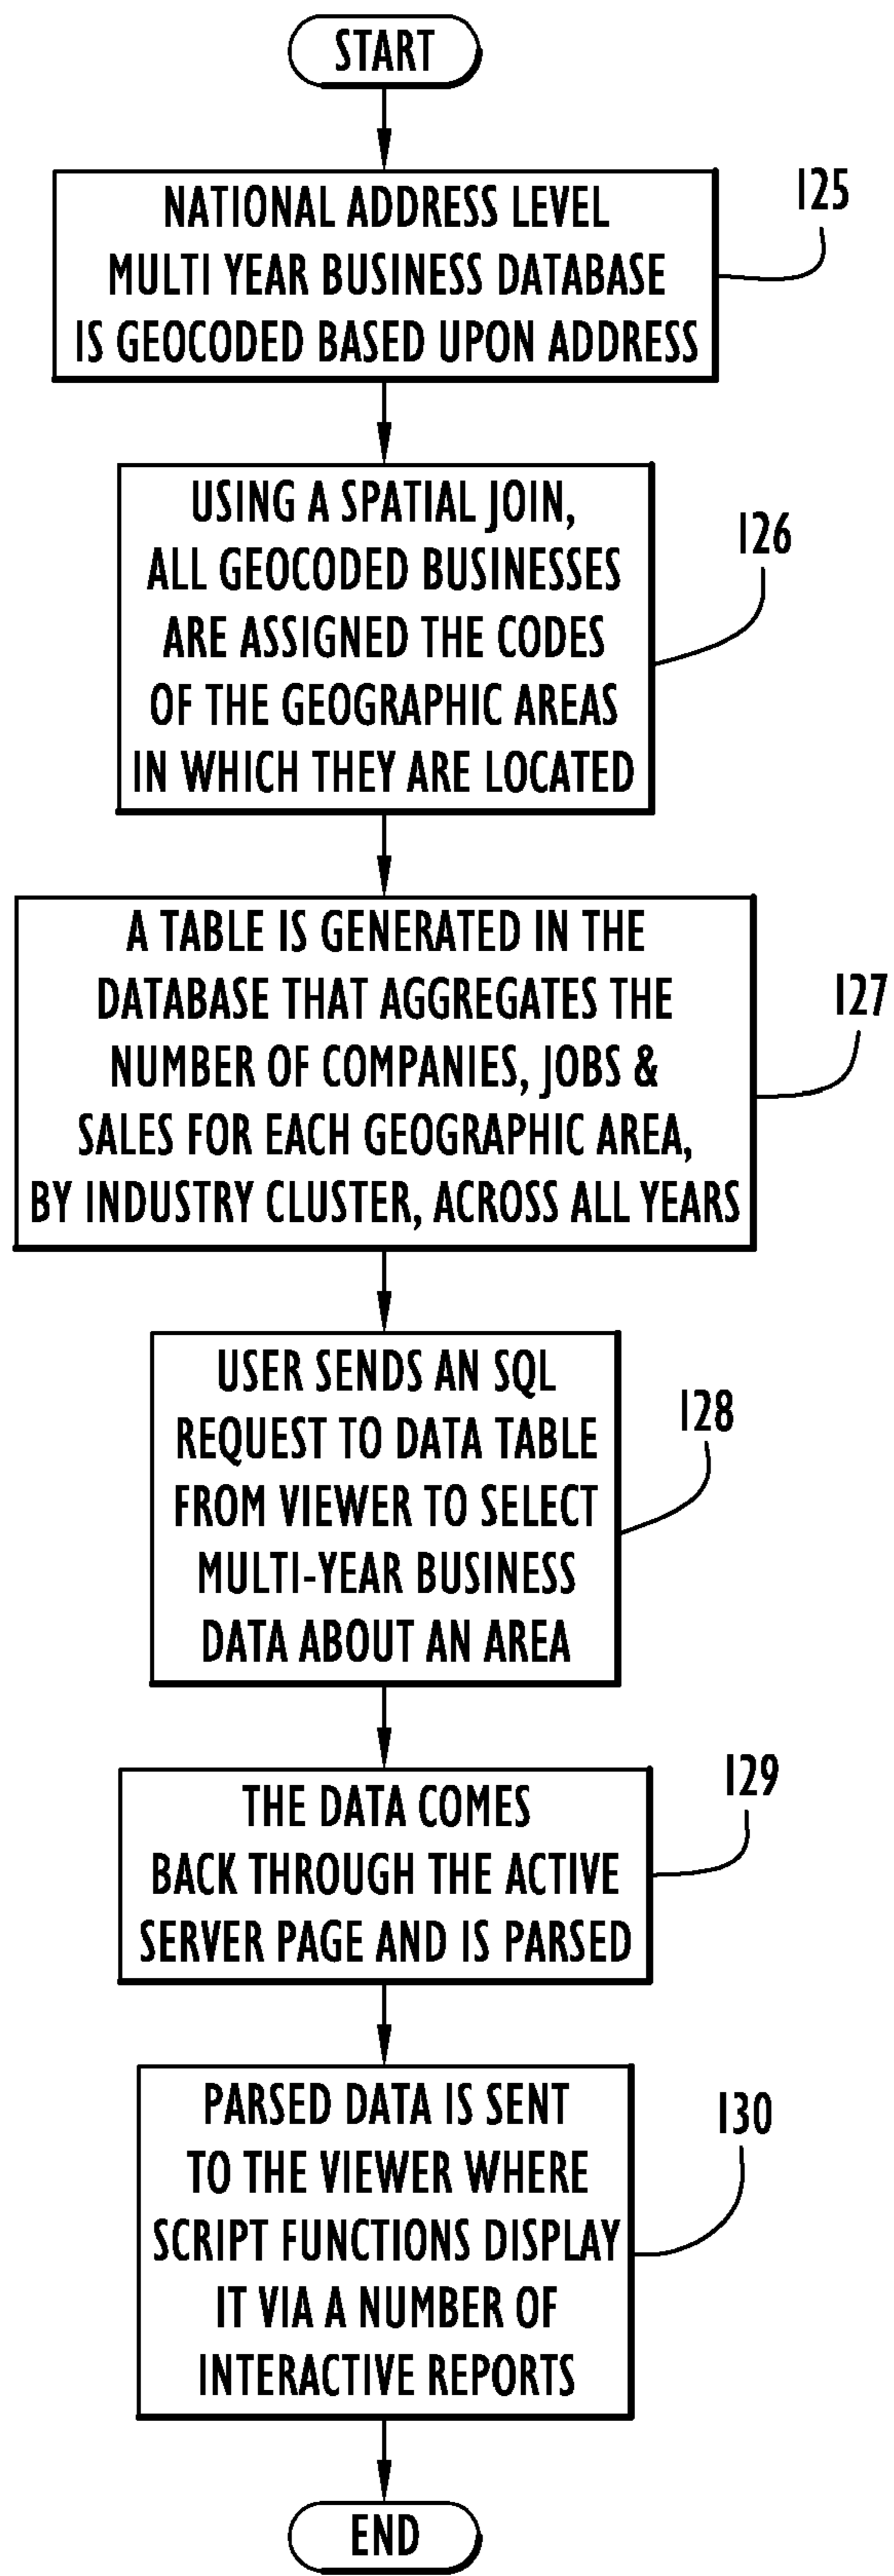 START
NATIONAL ADDRESS LEVEL
MULTI YEAR BUSINESS DATABASE
IS GEOCODED BASED UPON ADDRESS
125
USING A SPATIAL JOIN,
ALL GEOCODED BUSINESSES
ARE ASSIGNED THE CODES
OF THE GEOGRAPHIC AREAS
IN WHICH THEY ARE LOCATED
126
A TABLE IS GENERATED IN THE
DATABASE THAT AGGREGATES THE
NUMBER OF COMPANIES, JOBS &
SALES FOR EACH GEOGRAPHIC AREA,
BY INDUSTRY CLUSTER, ACROSS ALL YEARS
127
USER SENDS AN SQL
REQUEST TO DATA TABLE
FROM VIEWER TO SELECT
MULTI-YEAR BUSINESS
DATA ABOUT AN AREA
128
THE DATA COMES
BACK THROUGH THE ACTIVE
SERVER PAGE AND IS PARSED
129
PARSED DATA IS SENT
TO THE VIEWER WHERE
SCRIPT FUNCTIONS DISPLAY
IT VIA A NUMBER OF
INTERACTIVE REPORTS
130
END